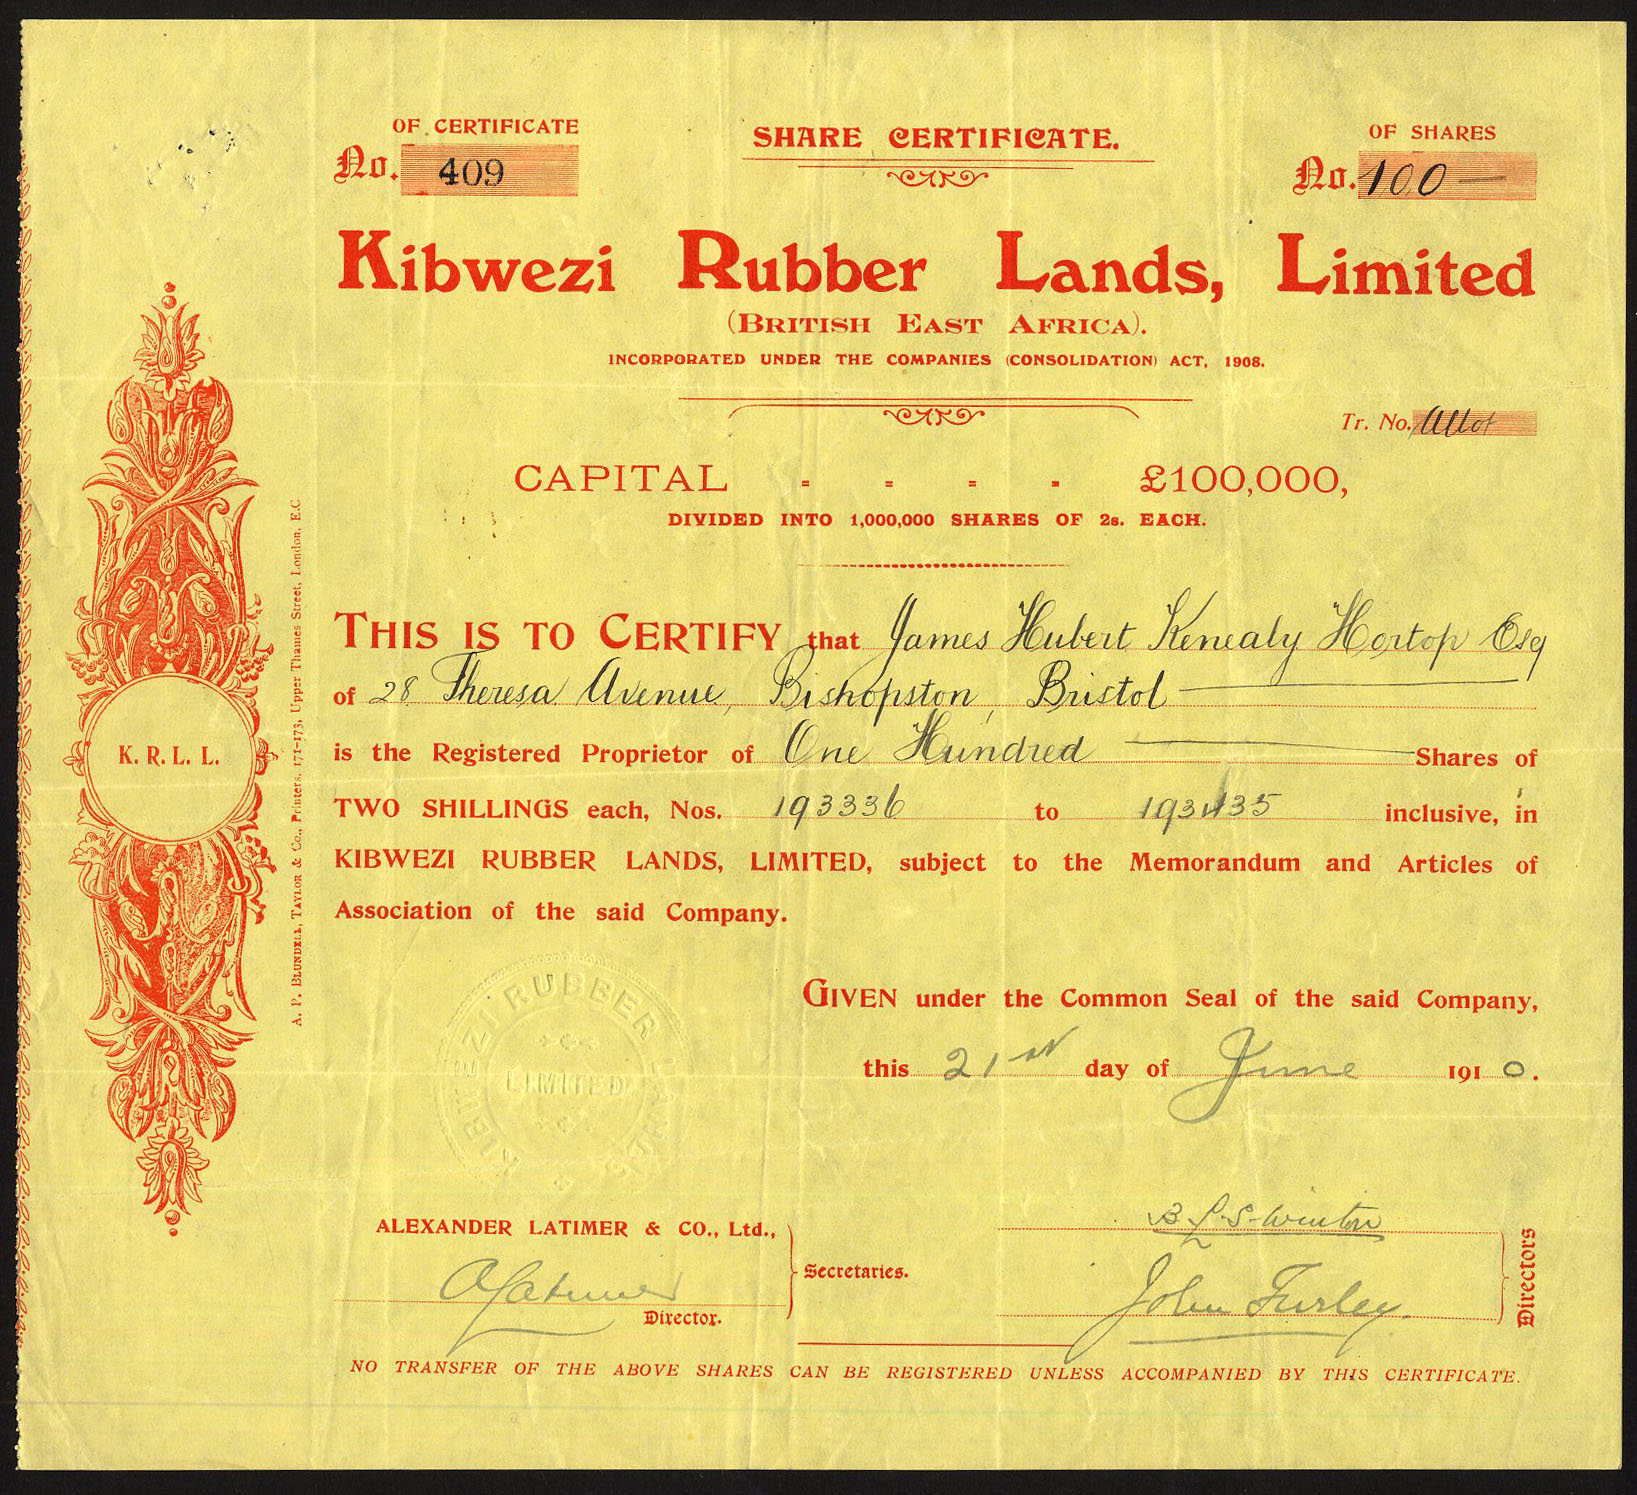 OF CERTIFICATE
No. 409
SHARE CERTIFICATE.
OF SHARES
No. 100 —
Kibwezi Rubber Lands, Limited
(BRITISH EAST AFRICA).
INCORPORATED UNDER THE COMPANIES (CONSOLIDATION) ACT, 1908.
Tr. No. Allot
CAPITAL - - - - £100,000,
DIVIDED INTO 1,000,000 SHARES OF 2s. EACH.
THIS IS TO CERTIFY that James Hubert Kenealy Hortop Esq
of 28 Theresa Avenue, Bishopston, Bristol
is the Registered Proprietor of One Hundred Shares of
TWO SHILLINGS each, Nos. 193336 to 193435 inclusive, in
KIBWEZI RUBBER LANDS, LIMITED, subject to the Memorandum and Articles of
Association of the said Company.
GIVEN under the Common Seal of the said Company,
this 21st day of June 1910.
KIBWEZI RUBBER LANDS
LIMITED
ALEXANDER LATIMER & CO., Ltd.,
A Latimer
Director.
Secretaries.
John Furley
Directors
NO TRANSFER OF THE ABOVE SHARES CAN BE REGISTERED UNLESS ACCOMPANIED BY THIS CERTIFICATE.
K. R. L. L.
A. P. BLUNDELL, TAYLOR & Co., Printers, 171-173, Upper Thames Street, London, E.C